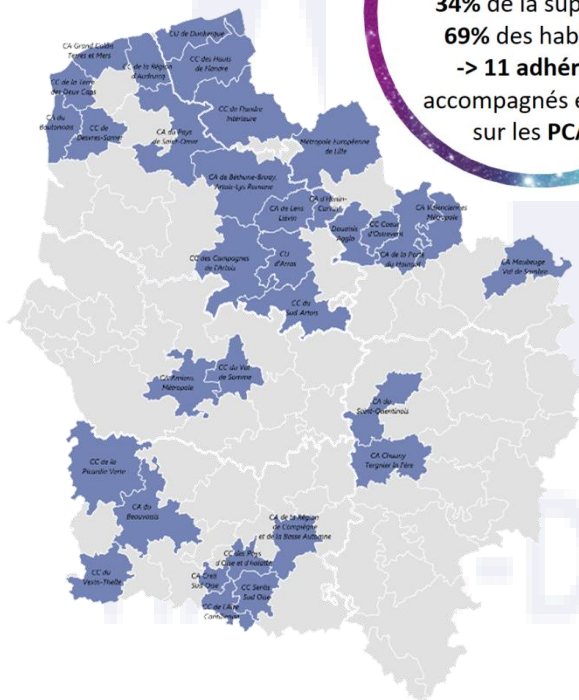 34% de la sup
69% des hab
-> 11 adhér
accompagnés e
sur les PCA
CU de Dunkerque
CA Grand Calais
Terres et Mers
CC de la Région
d'Audruicq
CC des Hauts
de Flandre
CC de la Terre
des Deux Caps
CA du
Boulonnais
CC de
Desvres-Samer
CA du Pays
de Saint-Omer
CC de Flandre
Intérieure
Métropole Européenne
de Lille
CA de Béthune-Bruay,
Artois-Lys Romane
CA de Lens
Liévin
CA d'Hénin-
Carvin
Douaisis
Agglo
CC Coeur
d'Ostrevent
CA Valenciennes
Métropole
CA de la Porte
du Hainaut
CA Maubeuge
Val de Sambre
CC des Campagnes
de l'Artois
CU
d'Arras
CC du
Sud Artois
CA Amiens
Métropole
CC du Val
de Somme
CA du
Saint-Quentinois
CA Chauny
Tergnier la Fère
CC de la
Picardie Verte
CA du
Beauvaisis
CC du
Vexin-Thelle
CA de la Région
de Compiègne
et de la Basse Automne
CC des Pays
d'Oise et d'Halatte
CA Creil
Sud Oise
CC Senlis
Sud Oise
CC de l'Aire
Cantilienne